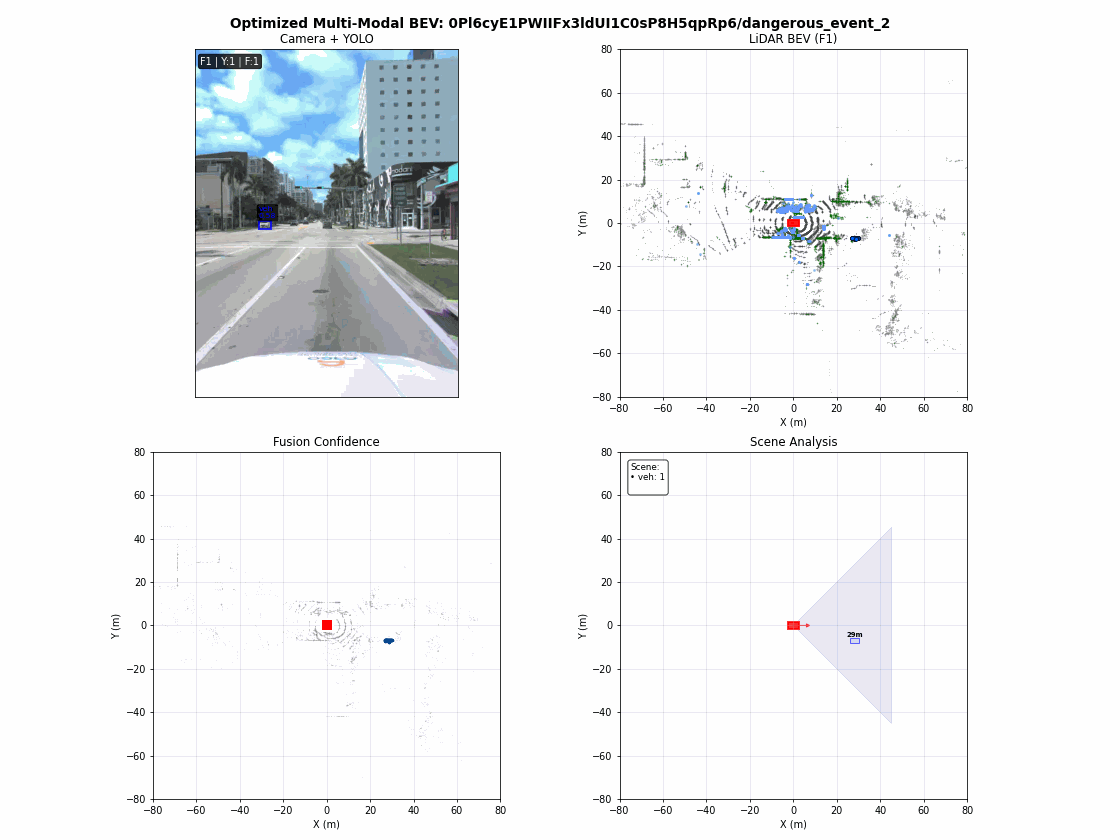 Optimized Multi-Modal BEV: 0Pl6cyE1PWIIFx3ldUI1C0sP8H5qpRp6/dangerous_event_2
Camera + YOLO
F1 | Y:1 | F:1
LiDAR BEV (F1)
80
60
40
20
0
−20
−40
−60
−80
Y (m)
−80 −60 −40 −20 0 20 40 60 80
X (m)
Fusion Confidence
80
60
40
20
0
−20
−40
−60
−80
Y (m)
−80 −60 −40 −20 0 20 40 60 80
X (m)
Scene Analysis
Scene:
• veh: 1
29m
80
60
40
20
0
−20
−40
−60
−80
Y (m)
−80 −60 −40 −20 0 20 40 60 80
X (m)